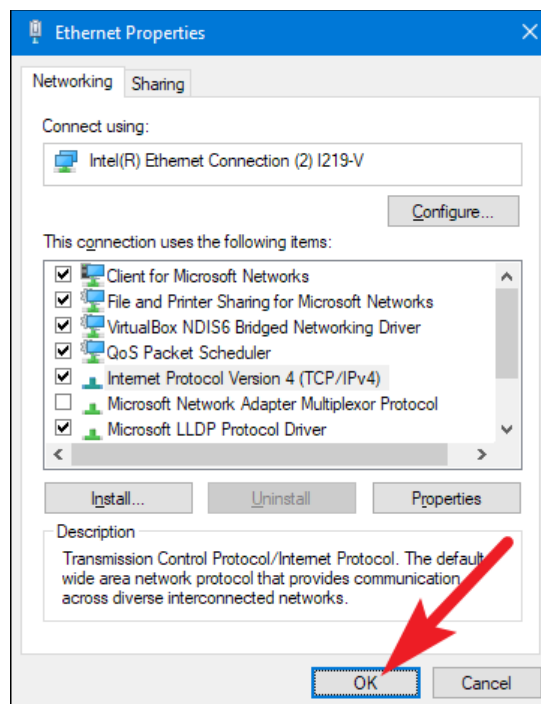 Ethernet Properties
Networking
Sharing
Connect using:
Intel(R) Ethernet Connection (2) I219-V
Configure...
This connection uses the following items:
Client for Microsoft Networks
File and Printer Sharing for Microsoft Networks
VirtualBox NDIS6 Bridged Networking Driver
QoS Packet Scheduler
Internet Protocol Version 4 (TCP/IPv4)
Microsoft Network Adapter Multiplexor Protocol
Microsoft LLDP Protocol Driver
Install...
Uninstall
Properties
Description
Transmission Control Protocol/Internet Protocol. The default
wide area network protocol that provides communication
across diverse interconnected networks.
OK
Cancel